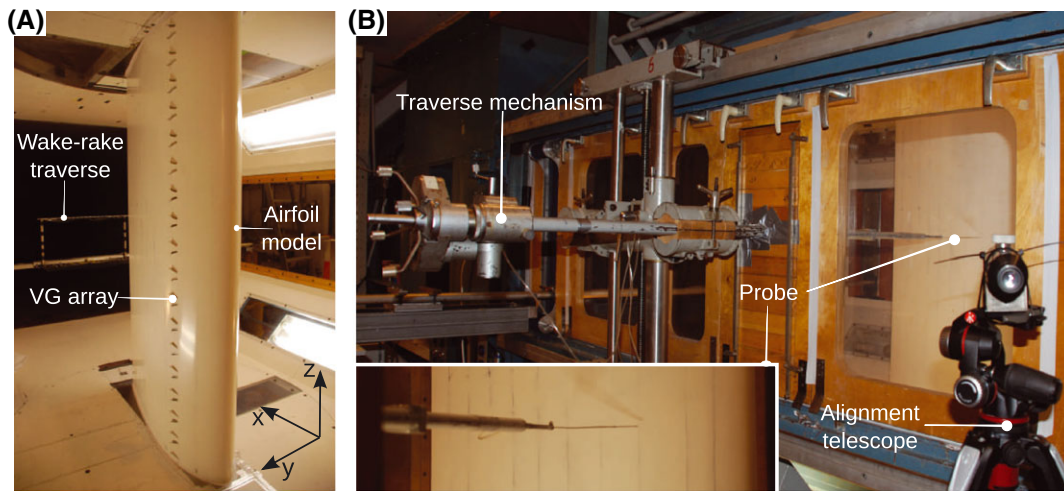 (A)
Wake-rake
traverse
Airfoil
model
VG array
z
x
y
(B)
6
Traverse mechanism
Probe
Alignment
telescope